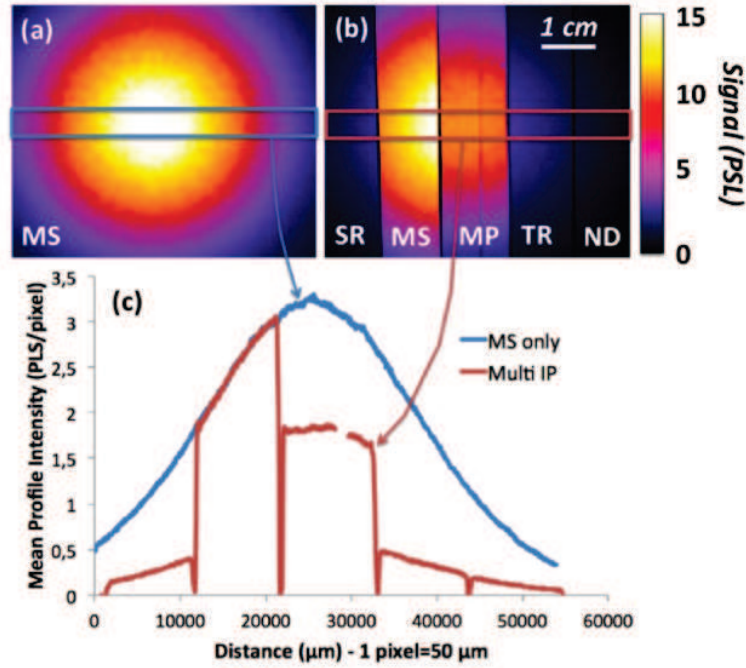 (a)
MS
(b)
1 cm
SR MS MP TR ND
15
10
5
0
Signal (PSL)
(c)
3,5
3
2,5
2
1,5
1
0,5
0
Mean Profile Intensity (PLS/pixel)
MS only
Multi IP
0 10000 20000 30000 40000 50000 60000
Distance (µm) - 1 pixel=50 µm